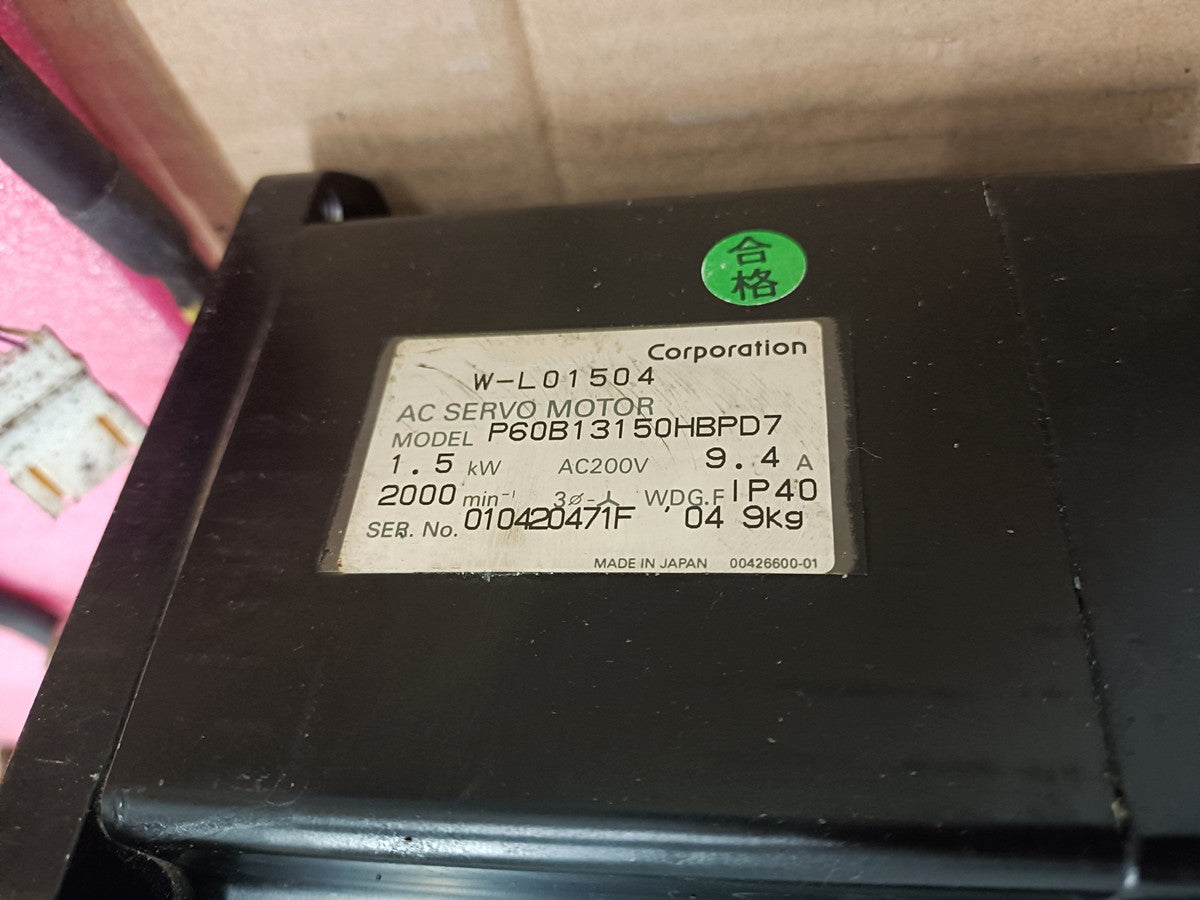 合
格
Corporation
W-L01504
AC SERVO MOTOR
MODEL P60B13150HBPD7
1.5 kW AC200V 9.4 A
2000 min⁻¹ 3ø-人 WDG.F IP40
SER. No. 010420471F '04 9Kg
MADE IN JAPAN 00426600-01